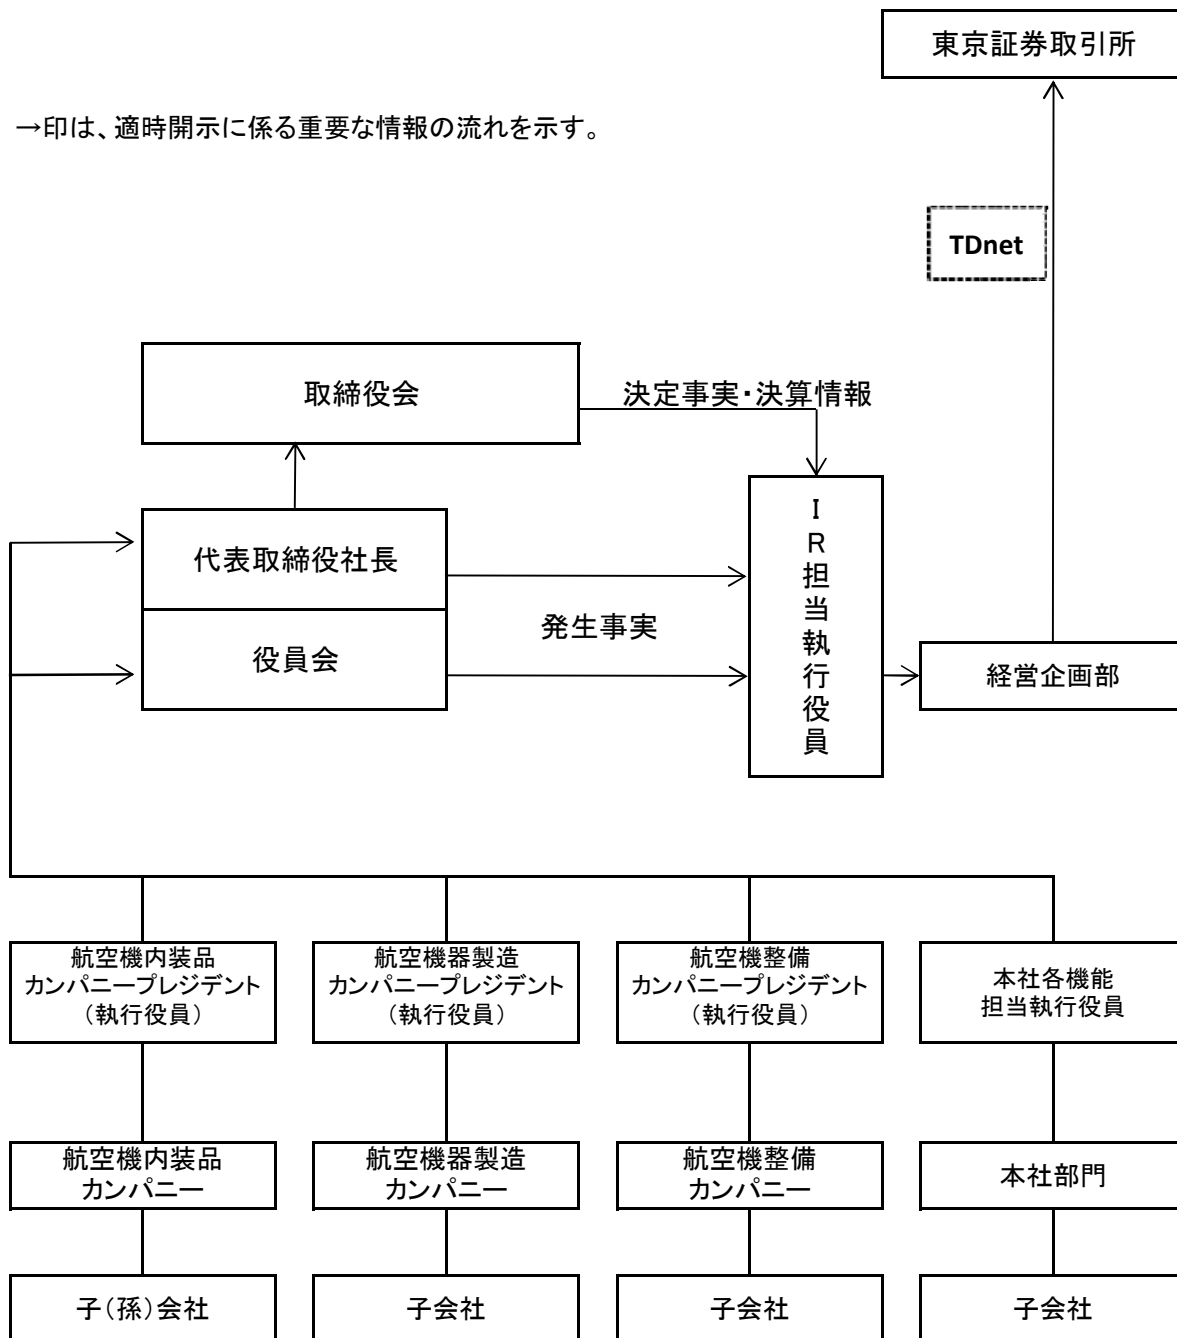 東京証券取引所
→印は、適時開示に係る重要な情報の流れを示す。
TDnet
取締役会
決定事実・決算情報
代表取締役社長
役員会
発生事実
IR担当執行役員
経営企画部
航空機内装品
カンパニープレジデント
（執行役員）
航空機器製造
カンパニープレジデント
（執行役員）
航空機整備
カンパニープレジデント
（執行役員）
本社各機能
担当執行役員
航空機内装品
カンパニー
航空機器製造
カンパニー
航空機整備
カンパニー
本社部門
子（孫）会社
子会社
子会社
子会社